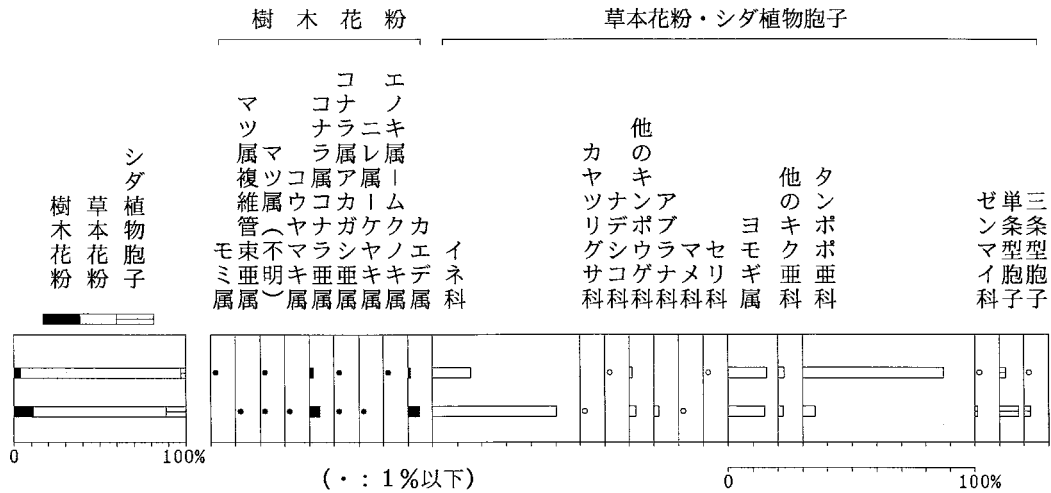 樹木花粉
草本花粉・シダ植物胞子
樹木花粉
草本花粉
シダ植物胞子
モミ属
マツ属複維管束亜属
マツ属(不明)
コウヤマキ属
コナラ属コナラ亜属
コナラ属アカガシ亜属
ニレ属ーケヤキ属
エノキ属ームクノキ属
カエデ属
イネ科
カヤツリグサ科
ナデシコ科
他のキンポウゲ科
アブラナ科
マメ科
セリ科
ヨモギ属
他のキク亜科
タンポポ亜科
ゼンマイ科
単条型胞子
三条型胞子
0 100%
(・:1%以下)
0 100%